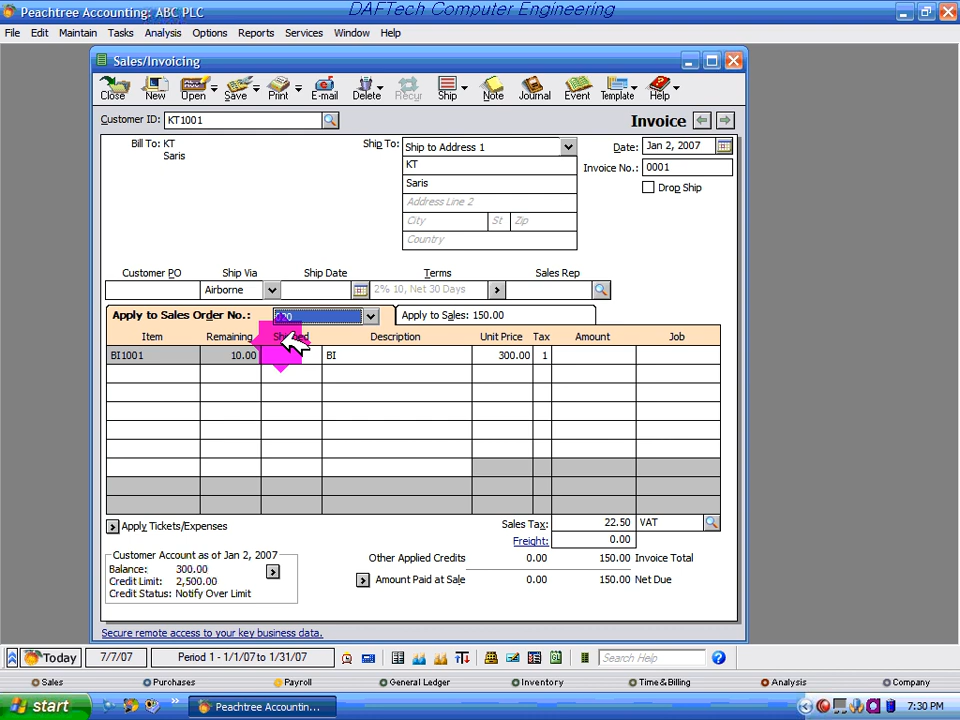 Peachtree Accounting: ABC PLC
DAFTech Computer Engineering
File Edit Maintain Tasks Analysis Options Reports Services Window Help
Sales/Invoicing
Close New Open Save Print E-mail Delete Recur Ship Note Journal Event Template Help
Customer ID: KT1001
Invoice
Bill To: KT
Saris
Ship To: Ship to Address 1
KT
Saris
Address Line 2
City St Zip
Country
Date: Jan 2, 2007
Invoice No.: 0001
Drop Ship
Customer PO Ship Via Ship Date Terms Sales Rep
Airborne 2% 10, Net 30 Days
Apply to Sales Order No.:
Apply to Sales: 150.00
Item Remaining Description Unit Price Tax Amount Job
BI1001 10.00 BI 300.00 1
Apply Tickets/Expenses
Sales Tax: 22.50 VAT
Freight: 0.00
Other Applied Credits 0.00 150.00 Invoice Total
Amount Paid at Sale 0.00 150.00 Net Due
Customer Account as of Jan 2, 2007
Balance: 300.00
Credit Limit: 2,500.00
Credit Status: Notify Over Limit
Secure remote access to your key business data.
Today 7/7/07 Period 1 - 1/1/07 to 1/31/07 Search Help
Sales Purchases Payroll General Ledger Inventory Time & Billing Analysis Company
start Peachtree Accountin... 7:30 PM